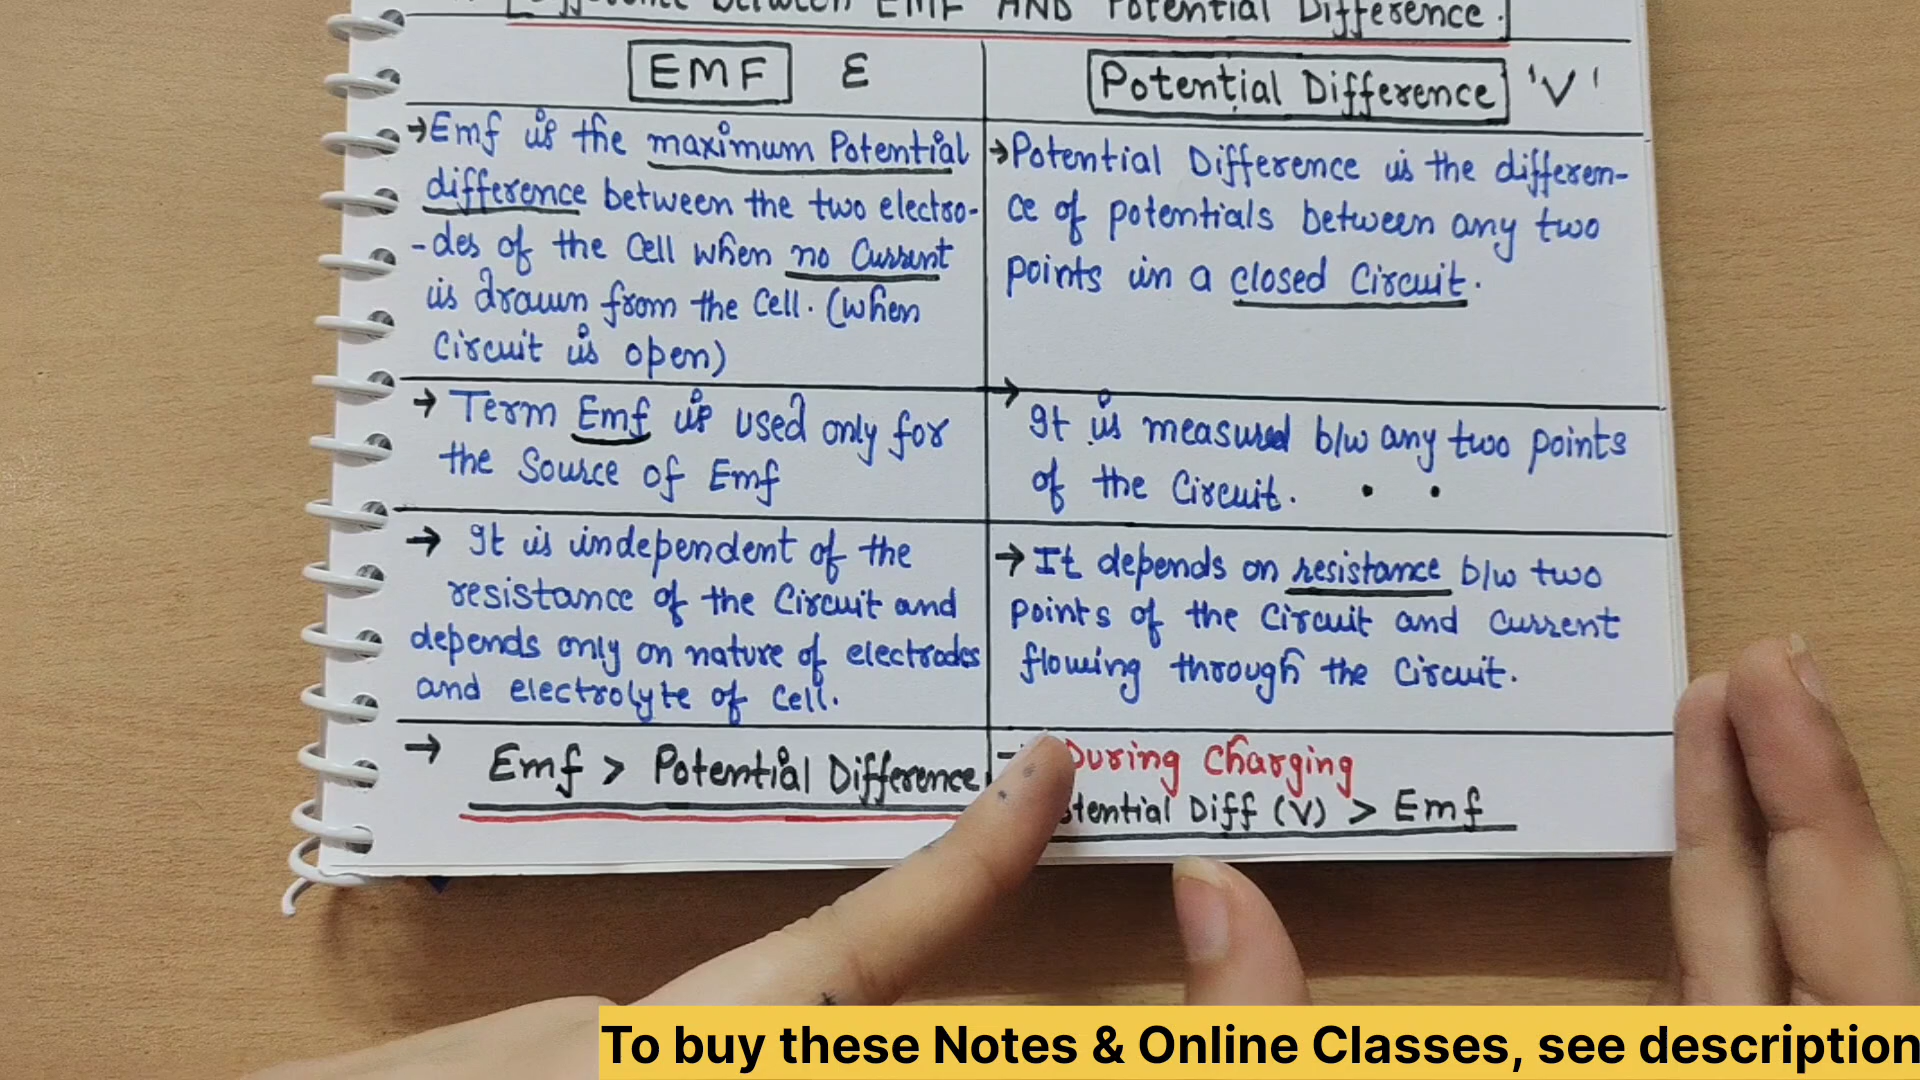 Difference between EMF AND Potential Difference.
EMF ε
Potential Difference 'V'
→ Emf is the maximum Potential
difference between the two electro-
-des of the Cell when no Current
is drawn from the Cell. (when
Circuit is open)
→ Potential Difference is the differen-
ce of potentials between any two
points in a closed Circuit.
→ Term Emf is used only for
the Source of Emf
→ It is measured b/w any two points
of the Circuit.
→ It is independent of the
resistance of the Circuit and
depends only on nature of electrodes
and electrolyte of Cell.
→ It depends on resistance b/w two
points of the Circuit and current
flowing through the Circuit.
→ Emf > Potential Difference
During Charging
tential Diff (V) > Emf
To buy these Notes & Online Classes, see description